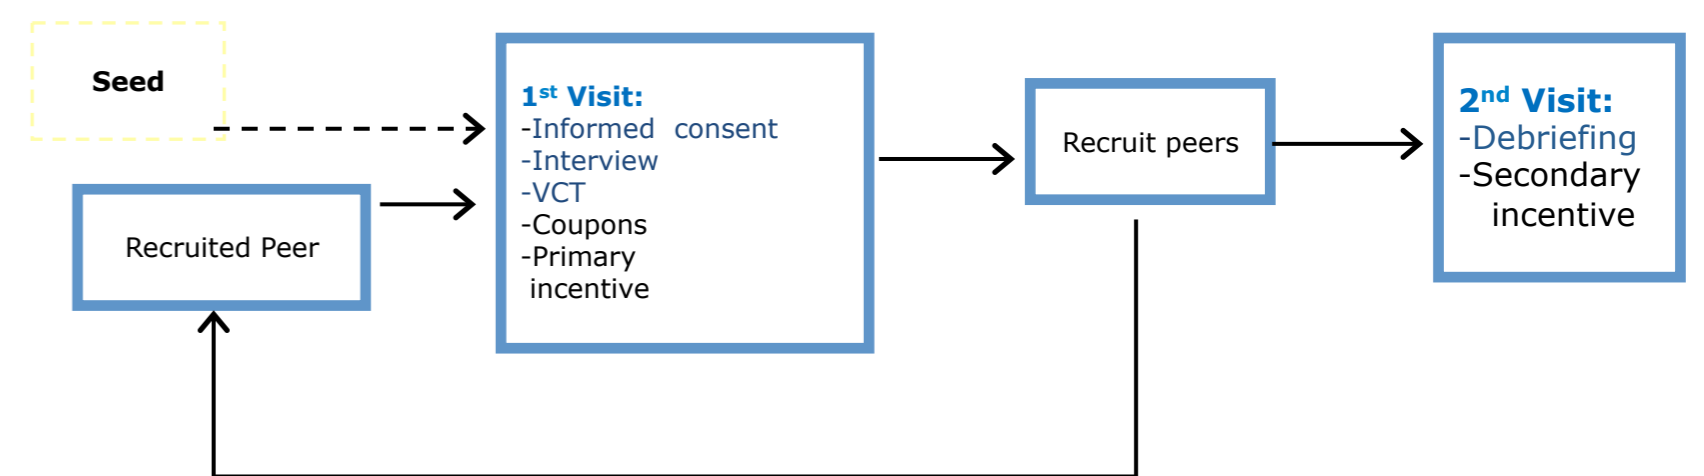 Seed
Recruited Peer
1st Visit:
-Informed consent
-Interview
-VCT
-Coupons
-Primary
incentive
Recruit peers
2nd Visit:
-Debriefing
-Secondary
incentive